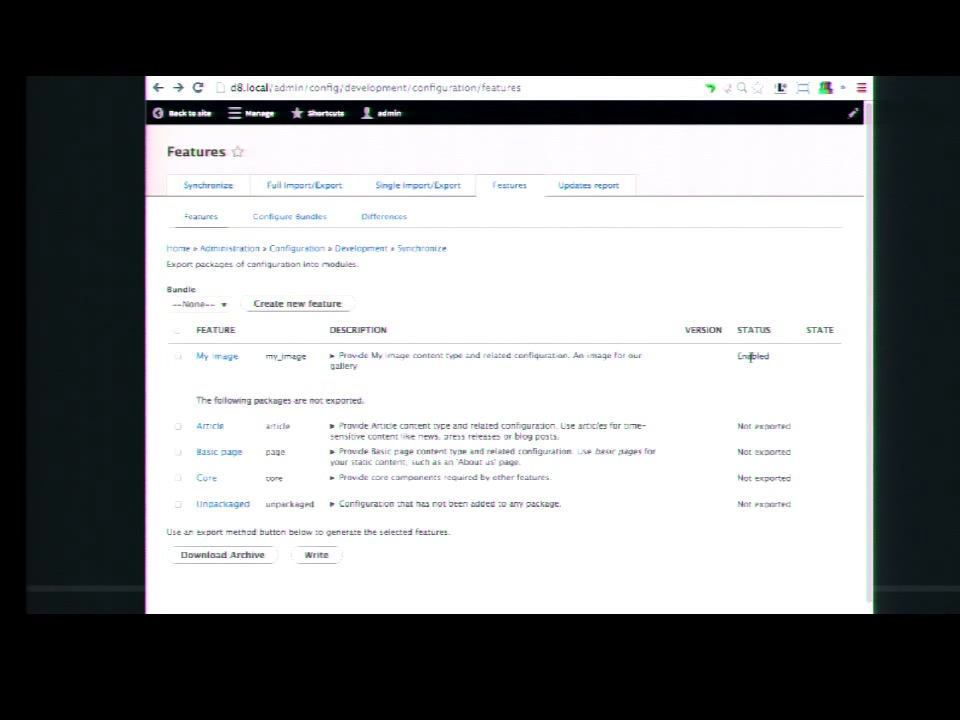 d8.local/admin/config/development/configuration/features
Back to site Manage Shortcuts admin
Features
Synchronize Full Import/Export Single Import/Export Features Updates report
Features Configure Bundles Differences
Home » Administration » Configuration » Development » Synchronize
Export packages of configuration into modules.
Bundle
--None-- Create new feature
FEATURE DESCRIPTION VERSION STATUS STATE
My Image my_image Provide My image content type and related configuration. An image for our Enabled
gallery
The following packages are not exported.
Article article Provide Article content type and related configuration. Use articles for time- Not exported
sensitive content like news, press releases or blog posts.
Basic page page Provide Basic page content type and related configuration. Use basic pages for Not exported
your static content, such as an 'About us' page.
Core core Provide core components required by other features. Not exported
Unpackaged unpackaged Configuration that has not been added to any package. Not exported
Use an export method button below to generate the selected features.
Download Archive Write